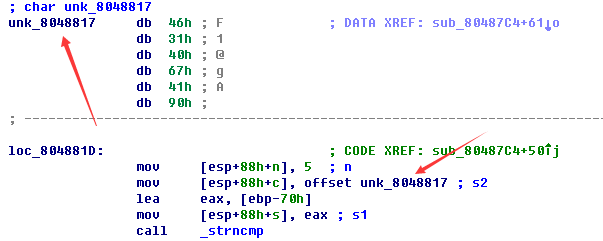 ; char unk_8048817
unk_8048817 db 46h ; F ; DATA XREF: sub_80487C4+61↓o
db 31h ; 1
db 40h ; @
db 67h ; g
db 41h ; A
db 90h ;
; ---------------------------------------------------------------------------
loc_804881D: ; CODE XREF: sub_80487C4+50↑j
mov [esp+88h+n], 5 ; n
mov [esp+88h+c], offset unk_8048817 ; s2
lea eax, [ebp-70h]
mov [esp+88h+s], eax ; s1
call _strncmp